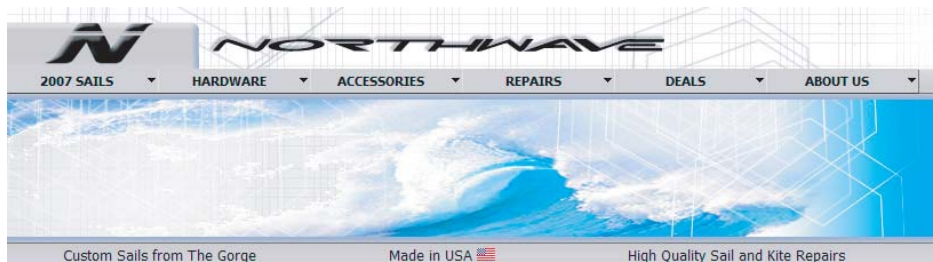 N NORTHWAVE
2007 SAILS HARDWARE ACCESSORIES REPAIRS DEALS ABOUT US
Custom Sails from The Gorge Made in USA High Quality Sail and Kite Repairs